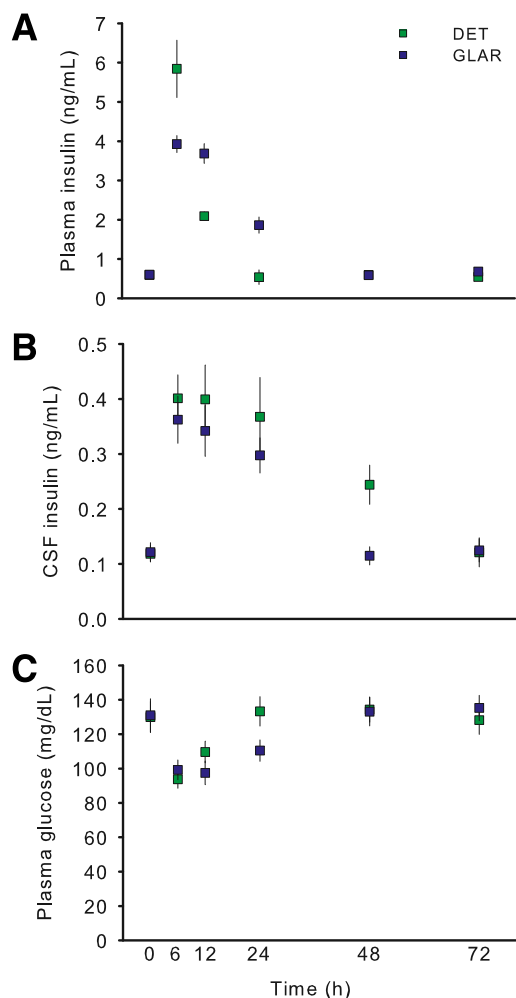 A
7
6
5
4
3
2
1
0
Plasma insulin (ng/mL)
DET
GLAR
B
0.5
0.4
0.3
0.2
0.1
0.0
CSF insulin (ng/mL)
C
160
140
120
100
80
60
40
20
0
Plasma glucose (mg/dL)
0 6 12 24 48 72
Time (h)